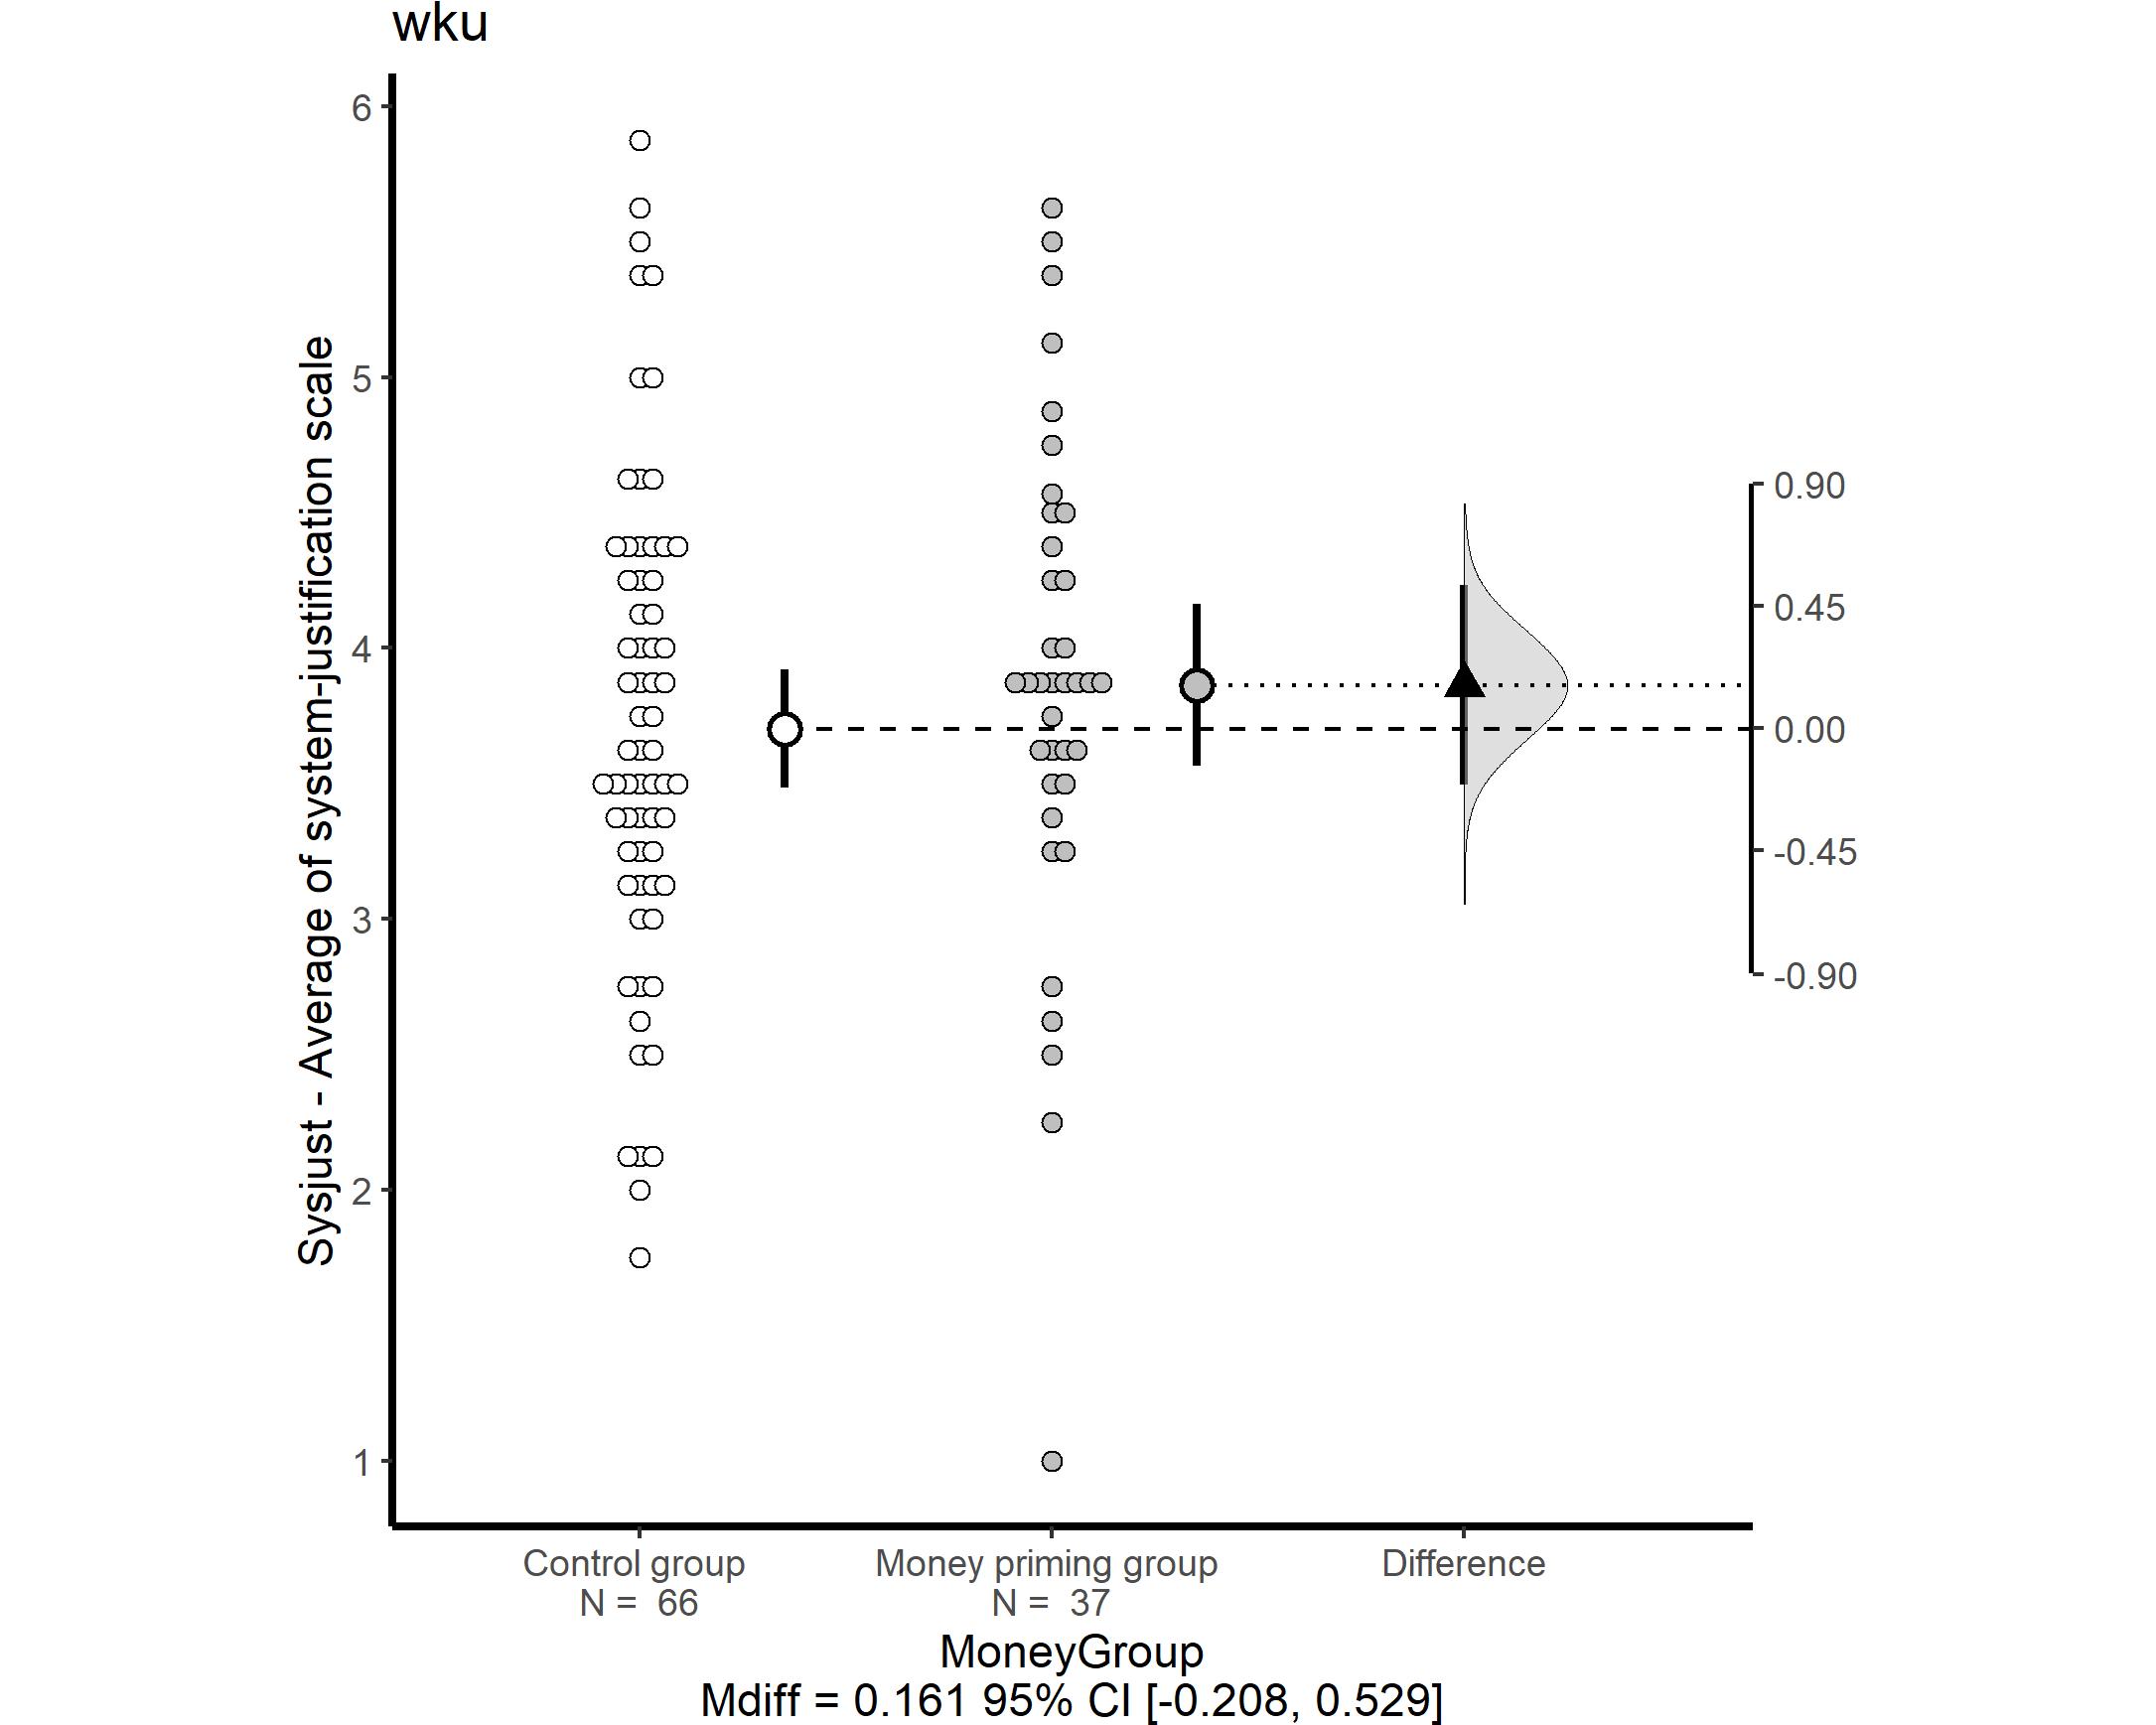 wku
Sysjust - Average of system-justification scale
6
5
4
3
2
1
0.90
0.45
0.00
-0.45
-0.90
Control group
N = 66
Money priming group
N = 37
Difference
MoneyGroup
Mdiff = 0.161 95% CI [-0.208, 0.529]